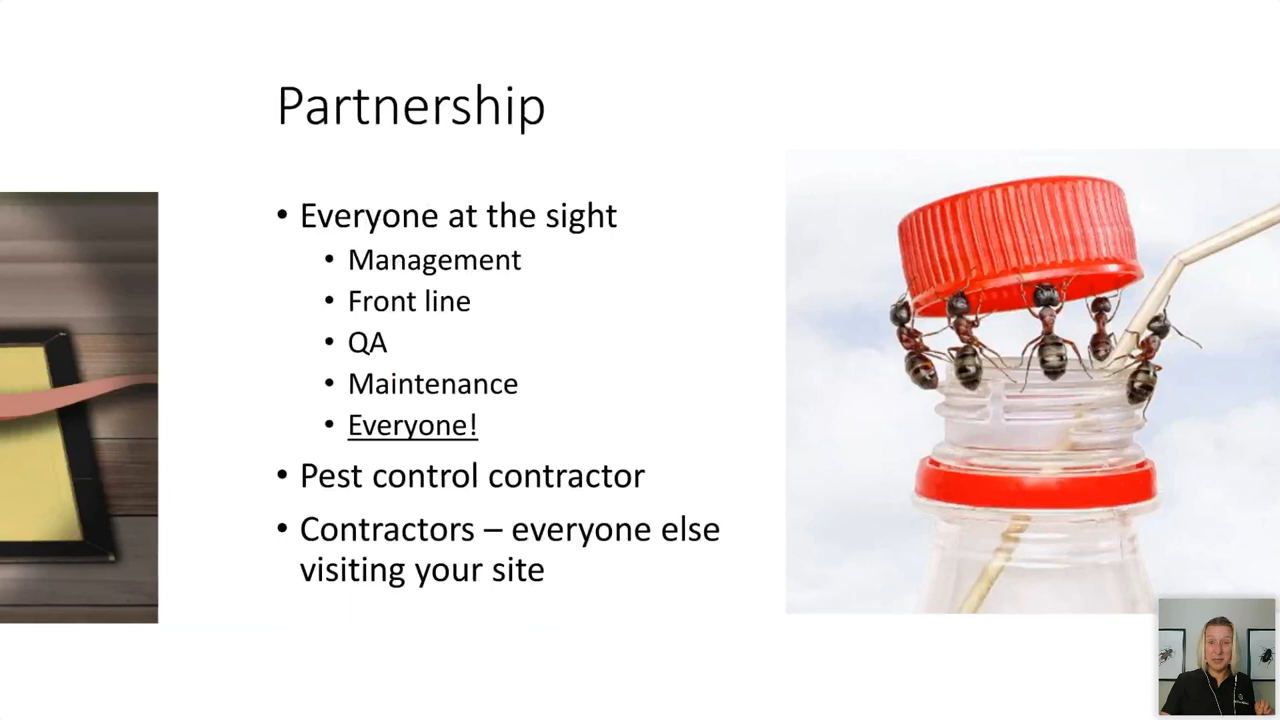 Partnership
• Everyone at the sight
• Management
• Front line
• QA
• Maintenance
• Everyone!
• Pest control contractor
• Contractors – everyone else
visiting your site